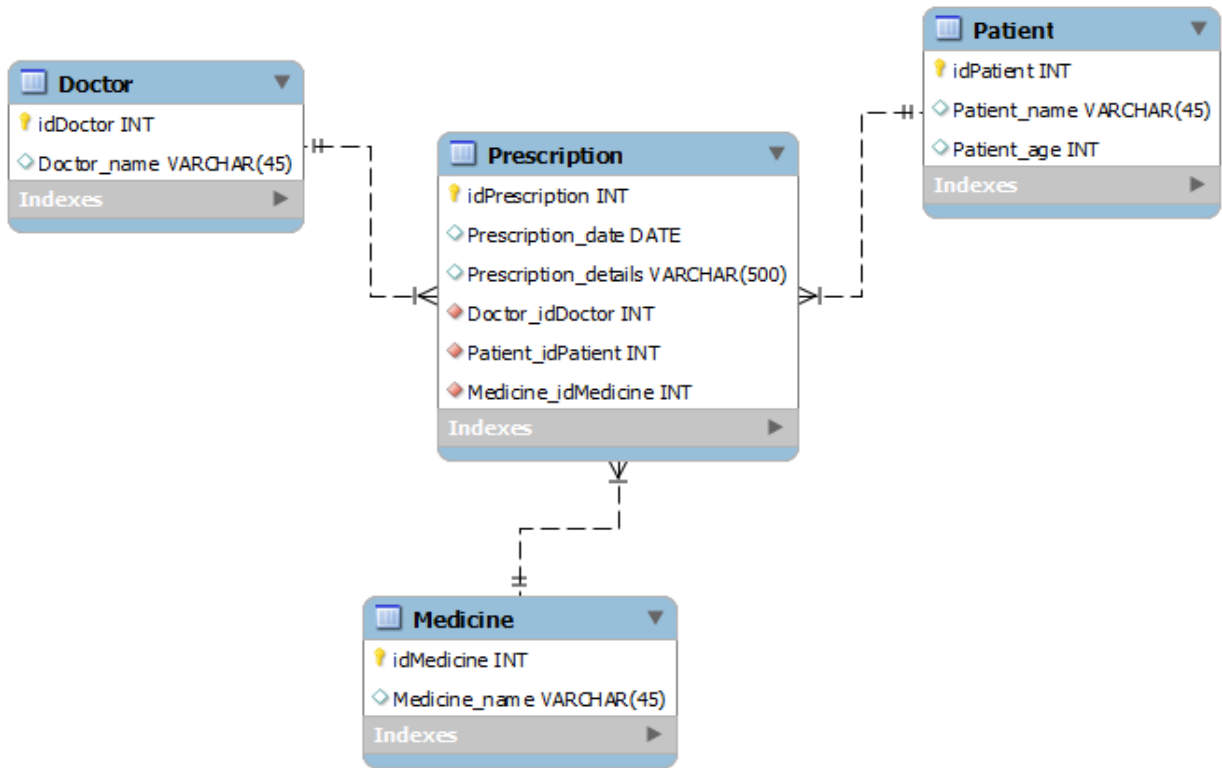 Doctor
idDoctor INT
Doctor_name VARCHAR(45)
Indexes
Prescription
idPrescription INT
Prescription_date DATE
Prescription_details VARCHAR(500)
Doctor_idDoctor INT
Patient_idPatient INT
Medicine_idMedicine INT
Indexes
Patient
idPatient INT
Patient_name VARCHAR(45)
Patient_age INT
Indexes
Medicine
idMedicine INT
Medicine_name VARCHAR(45)
Indexes